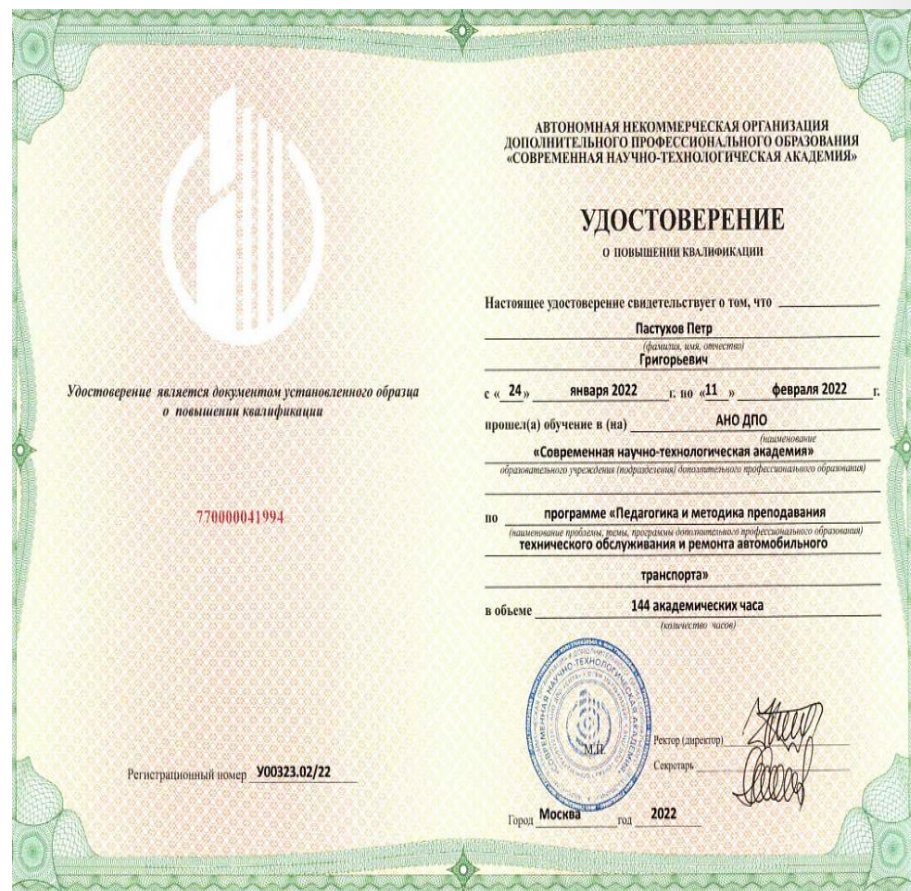 Удостоверение является документом установленного образца
о повышении квалификации
770000041994
Регистрационный номер У00323.02/22
АВТОНОМНАЯ НЕКОММЕРЧЕСКАЯ ОРГАНИЗАЦИЯ
ДОПОЛНИТЕЛЬНОГО ПРОФЕССИОНАЛЬНОГО ОБРАЗОВАНИЯ
«СОВРЕМЕННАЯ НАУЧНО-ТЕХНОЛОГИЧЕСКАЯ АКАДЕМИЯ»
УДОСТОВЕРЕНИЕ
О ПОВЫШЕНИИ КВАЛИФИКАЦИИ
Настоящее удостоверение свидетельствует о том, что
Пастухов Петр
(фамилия, имя, отчество)
Григорьевич
с «24» января 2022 г. по «11» февраля 2022 г.
прошел(а) обучение в (на) АНО ДПО
(наименование
«Современная научно-технологическая академия»
образовательного учреждения (подразделения) дополнительного профессионального образования)
по программе «Педагогика и методика преподавания
(наименование проблемы, темы, программы дополнительного профессионального образования)
технического обслуживания и ремонта автомобильного
транспорта»
в объеме 144 академических часа
(количество часов)
СОВРЕМЕННАЯ НАУЧНО-ТЕХНОЛОГИЧЕСКАЯ АКАДЕМИЯ
М.П.
Ректор (директор)
Секретарь
Город Москва год 2022